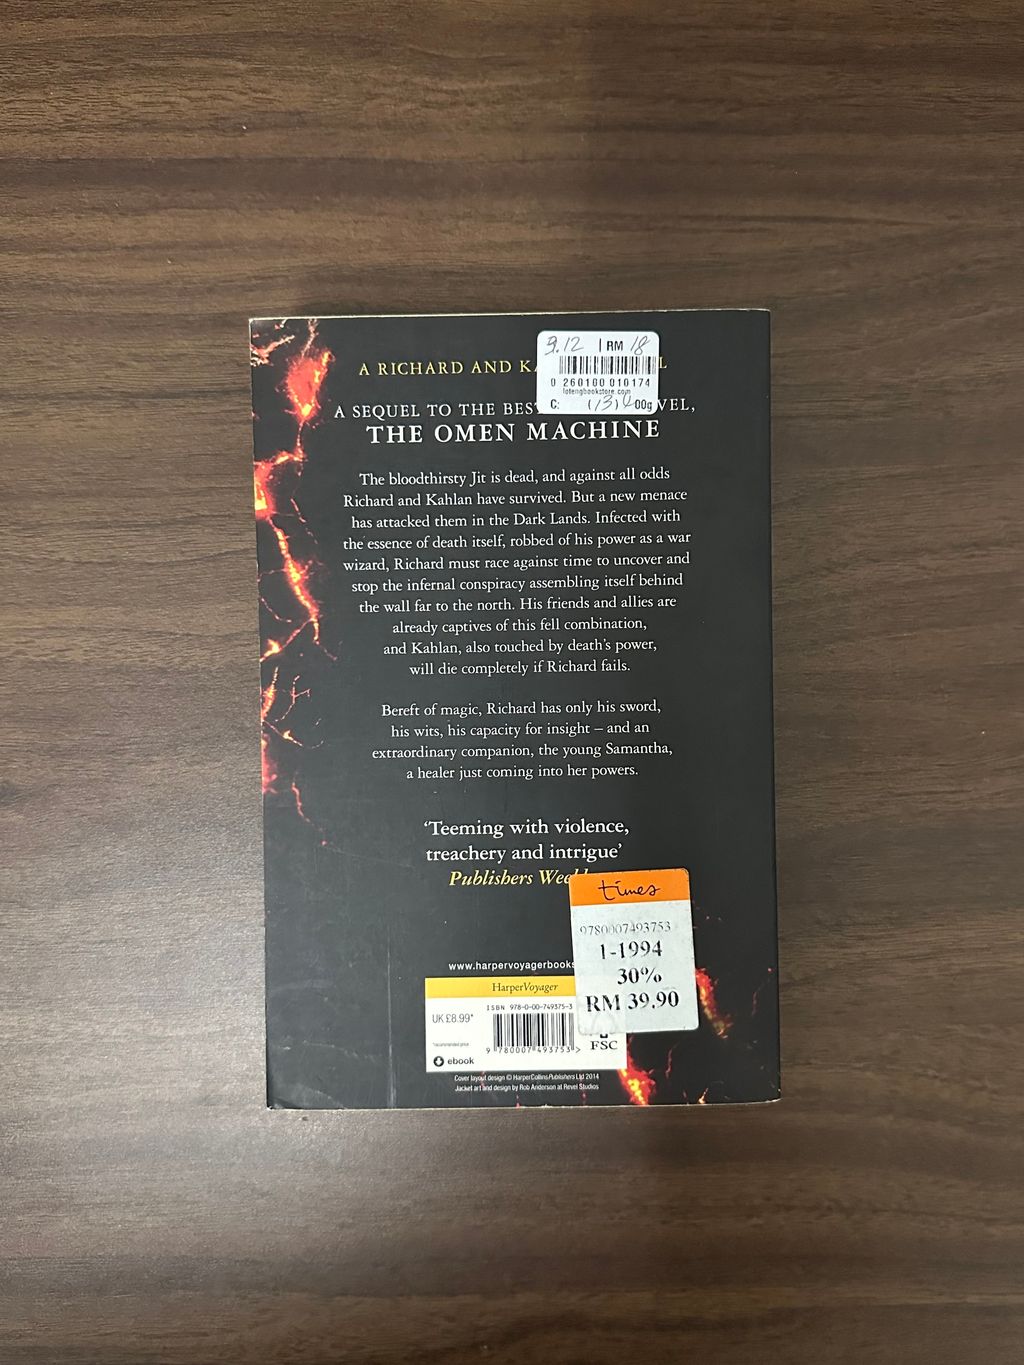 9.12 | RM 18
0 260100 010174
lotengbookstore.com
C: (13) 00g
A RICHARD AND
A SEQUEL TO THE
THE OMEN MACHINE
The bloodthirsty Jit is dead, and against all odds
Richard and Kahlan have survived. But a new menace
has attacked them in the Dark Lands. Infected with
the essence of death itself, robbed of his power as a war
wizard, Richard must race against time to uncover and
stop the infernal conspiracy assembling itself behind
the wall far to the north. His friends and allies are
already captives of this fell combination,
and Kahlan, also touched by death's power,
will die completely if Richard fails.
Bereft of magic, Richard has only his sword,
his wits, his capacity for insight – and an
extraordinary companion, the young Samantha,
a healer just coming into her powers.
‘Teeming with violence,
treachery and intrigue’
Publishers
times
9780007493753
1-1994
30%
RM 39.90
www.harpervoyagerbooks
HarperVoyager
ISBN 978-0-00-749375-3
UK £8.99*
*recommended price
9 780007 493753 >
FSC
ebook
Cover layout design © HarperCollinsPublishers Ltd 2014
Jacket art and design by Rob Anderson at Revel Studios